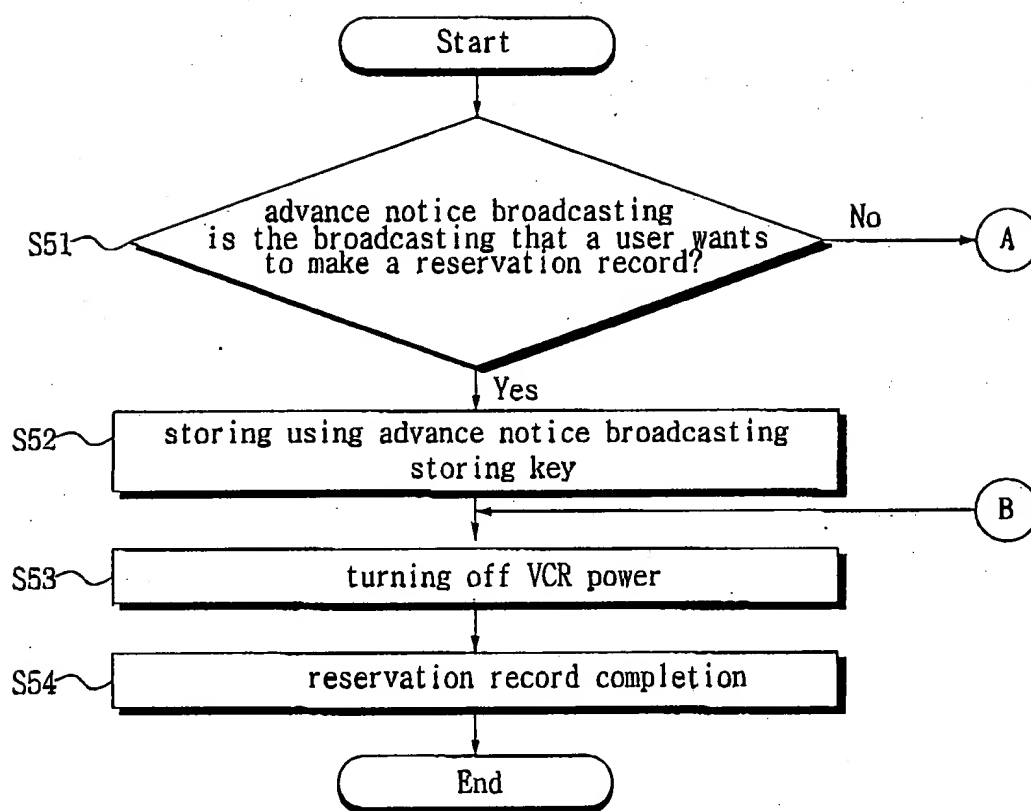 Start
advance notice broadcasting
is the broadcasting that a user wants
to make a reservation record?
S51
No
A
Yes
S52
storing using advance notice broadcasting
storing key
B
S53
turning off VCR power
S54
reservation record completion
End